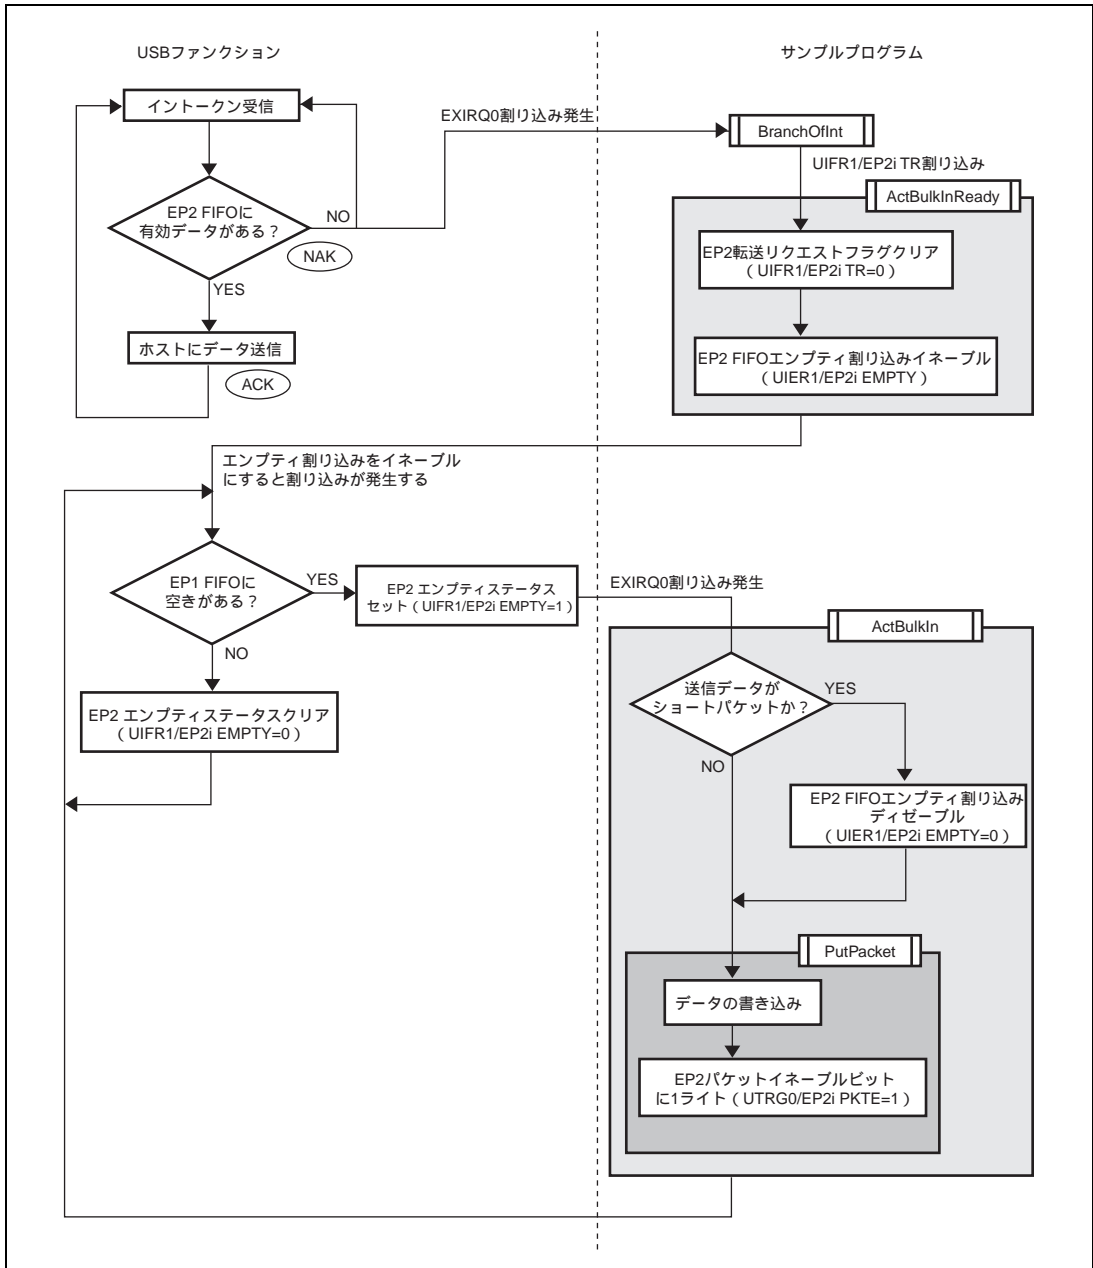 USBファンクション
サンプルプログラム
イントークン受信
EXIRQ0割り込み発生
BranchOfInt
UIFR1/EP2i TR割り込み
ActBulkInReady
EP2 FIFOに
有効データがある？
NO
NAK
YES
EP2転送リクエストフラグクリア
（UIFR1/EP2i TR=0）
ホストにデータ送信
ACK
EP2 FIFOエンプティ割り込みイネーブル
（UIER1/EP2i EMPTY）
エンプティ割り込みをイネーブル
にすると割り込みが発生する
EP1 FIFOに
空きがある？
YES
NO
EP2 エンプティステータス
セット（UIFR1/EP2i EMPTY=1）
EXIRQ0割り込み発生
EP2 エンプティステータスクリア
（UIFR1/EP2i EMPTY=0）
ActBulkIn
送信データが
ショートパケットか？
YES
NO
EP2 FIFOエンプティ割り込み
ディゼーブル
（UIER1/EP2i EMPTY=0）
PutPacket
データの書き込み
EP2パケットイネーブルビット
に1ライト（UTRG0/EP2i PKTE=1）